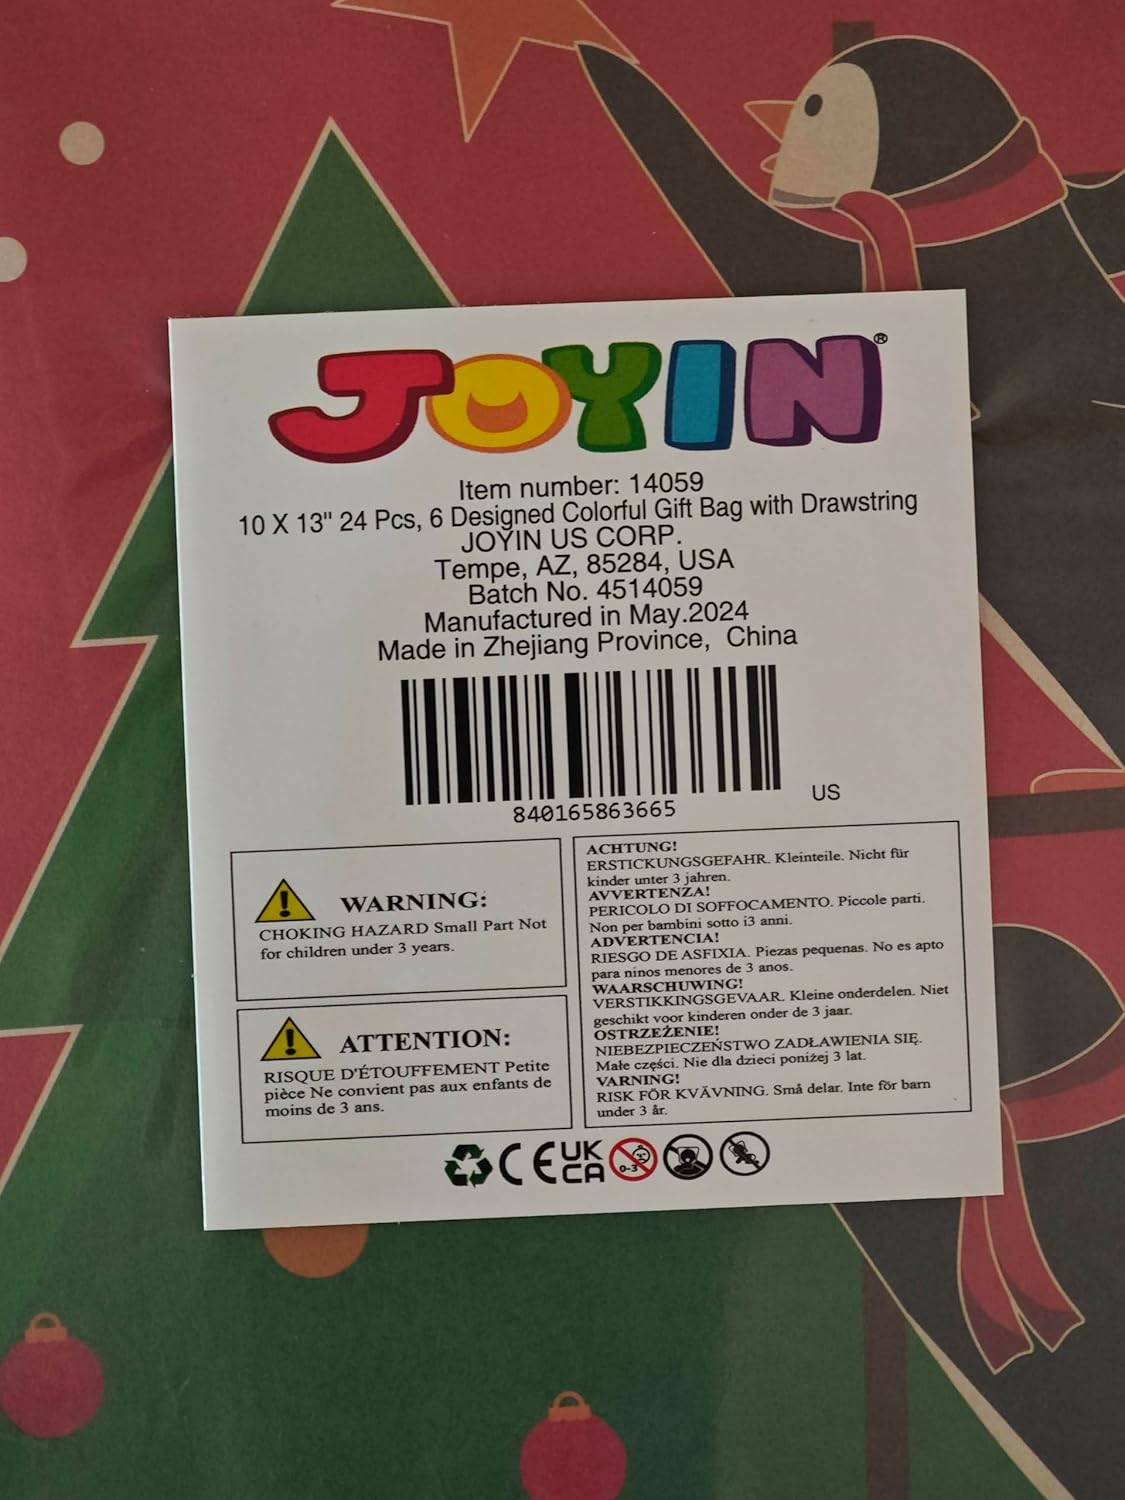 JOYIN®
Item number: 14059
10 X 13" 24 Pcs, 6 Designed Colorful Gift Bag with Drawstring
JOYIN US CORP.
Tempe, AZ, 85284, USA
Batch No. 4514059
Manufactured in May.2024
Made in Zhejiang Province, China
840165863665
US
WARNING:
CHOKING HAZARD Small Part Not
for children under 3 years.
ATTENTION:
RISQUE D'ÉTOUFFEMENT Petite
pièce Ne convient pas aux enfants de
moins de 3 ans.
ACHTUNG!
ERSTICKUNGSGEFAHR. Kleinteile. Nicht für
kinder unter 3 jahren.
AVVERTENZA!
PERICOLO DI SOFFOCAMENTO. Piccole parti.
Non per bambini sotto i3 anni.
ADVERTENCIA!
RIESGO DE ASFIXIA. Piezas pequenas. No es apto
para ninos menores de 3 anos.
WAARSCHUWING!
VERSTIKKINGSGEVAAR. Kleine onderdelen. Niet
geschikt voor kinderen onder de 3 jaar.
OSTRZEŻENIE!
NIEBEZPIECZEŃSTWO ZADŁAWIENIA SIĘ.
Małe części. Nie dla dzieci poniżej 3 lat.
VARNING!
RISK FÖR KVÄVNING. Små delar. Inte för barn
under 3 år.
CE
UK
CA
0-3